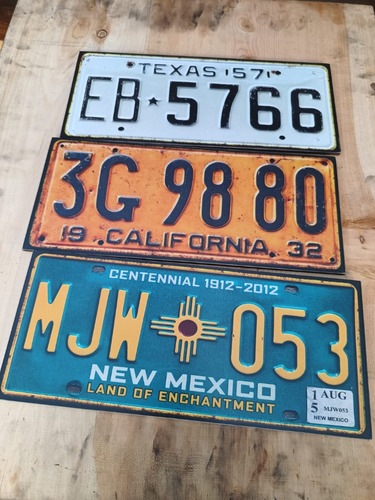 TEXAS 1571
EB★5766
3G 98 80
19 CALIFORNIA 32
CENTENNIAL 1912-2012
MJW 053
NEW MEXICO
LAND OF ENCHANTMENT
1 AUG
5 MJW053
NEW MEXICO